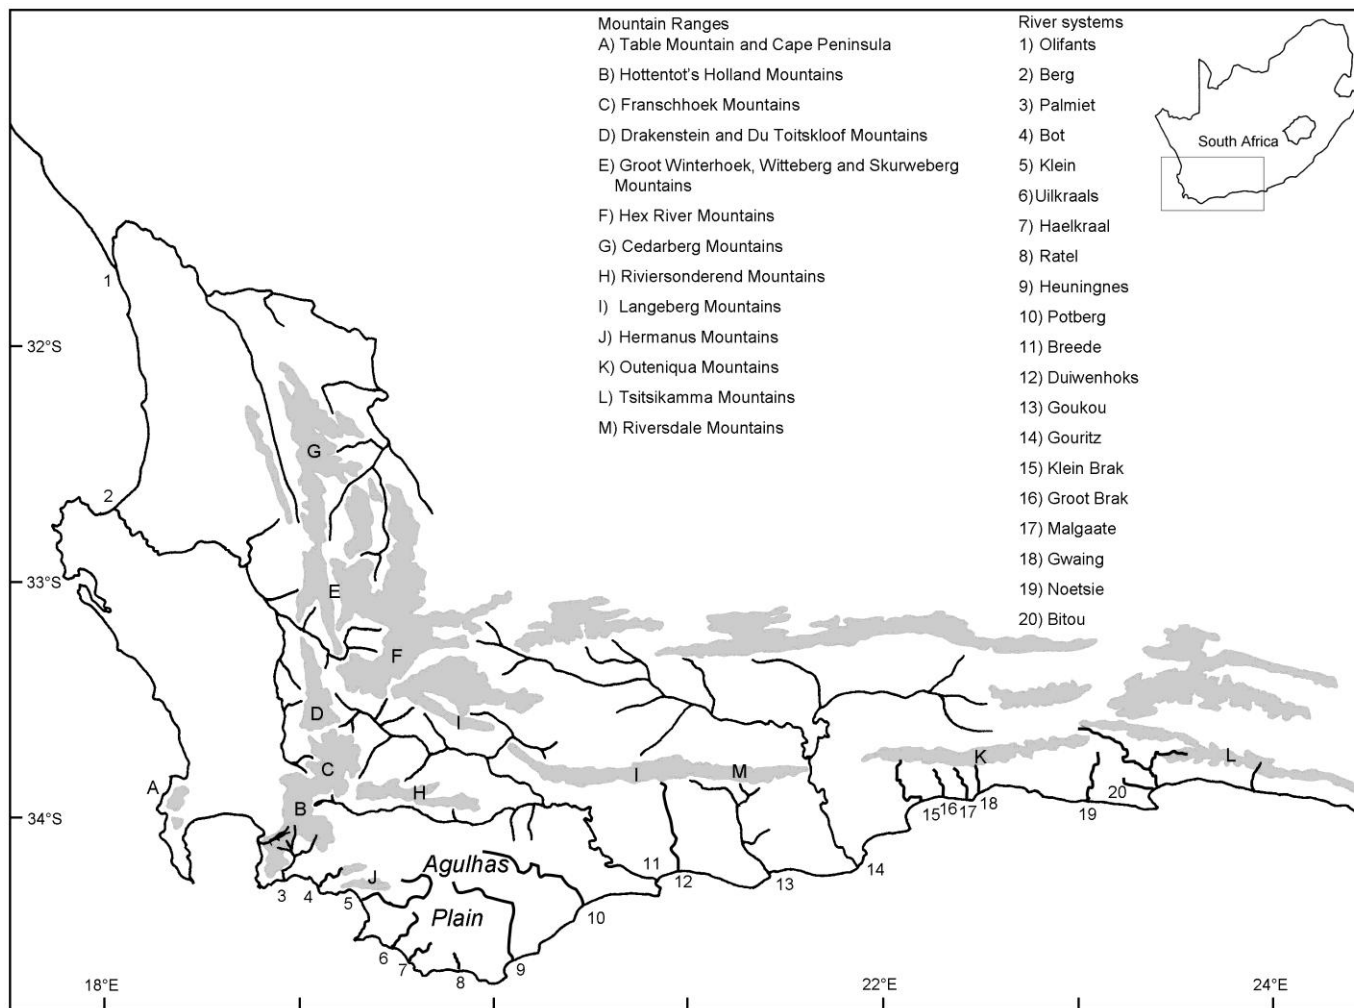 Mountain Ranges
A) Table Mountain and Cape Peninsula
B) Hottentot's Holland Mountains
C) Franschhoek Mountains
D) Drakenstein and Du Toitskloof Mountains
E) Groot Winterhoek, Witteberg and Skurweberg
Mountains
F) Hex River Mountains
G) Cedarberg Mountains
H) Riviersonderend Mountains
I) Langeberg Mountains
J) Hermanus Mountains
K) Outeniqua Mountains
L) Tsitsikamma Mountains
M) Riversdale Mountains
River systems
1) Olifants
2) Berg
3) Palmiet
4) Bot
5) Klein
6)Uilkraals
7) Haelkraal
8) Ratel
9) Heuningnes
10) Potberg
11) Breede
12) Duiwenhoks
13) Goukou
14) Gouritz
15) Klein Brak
16) Groot Brak
17) Malgaate
18) Gwaing
19) Noetsie
20) Bitou
South Africa
1
32°S
G
2
33°S
E
F
D
I
C
I
M
K
L
A
H
B
34°S
20
15
16
17
18
19
Agulhas
11
12
13
14
J
3
4
5
Plain
10
6
7
8
9
18°E
22°E
24°E